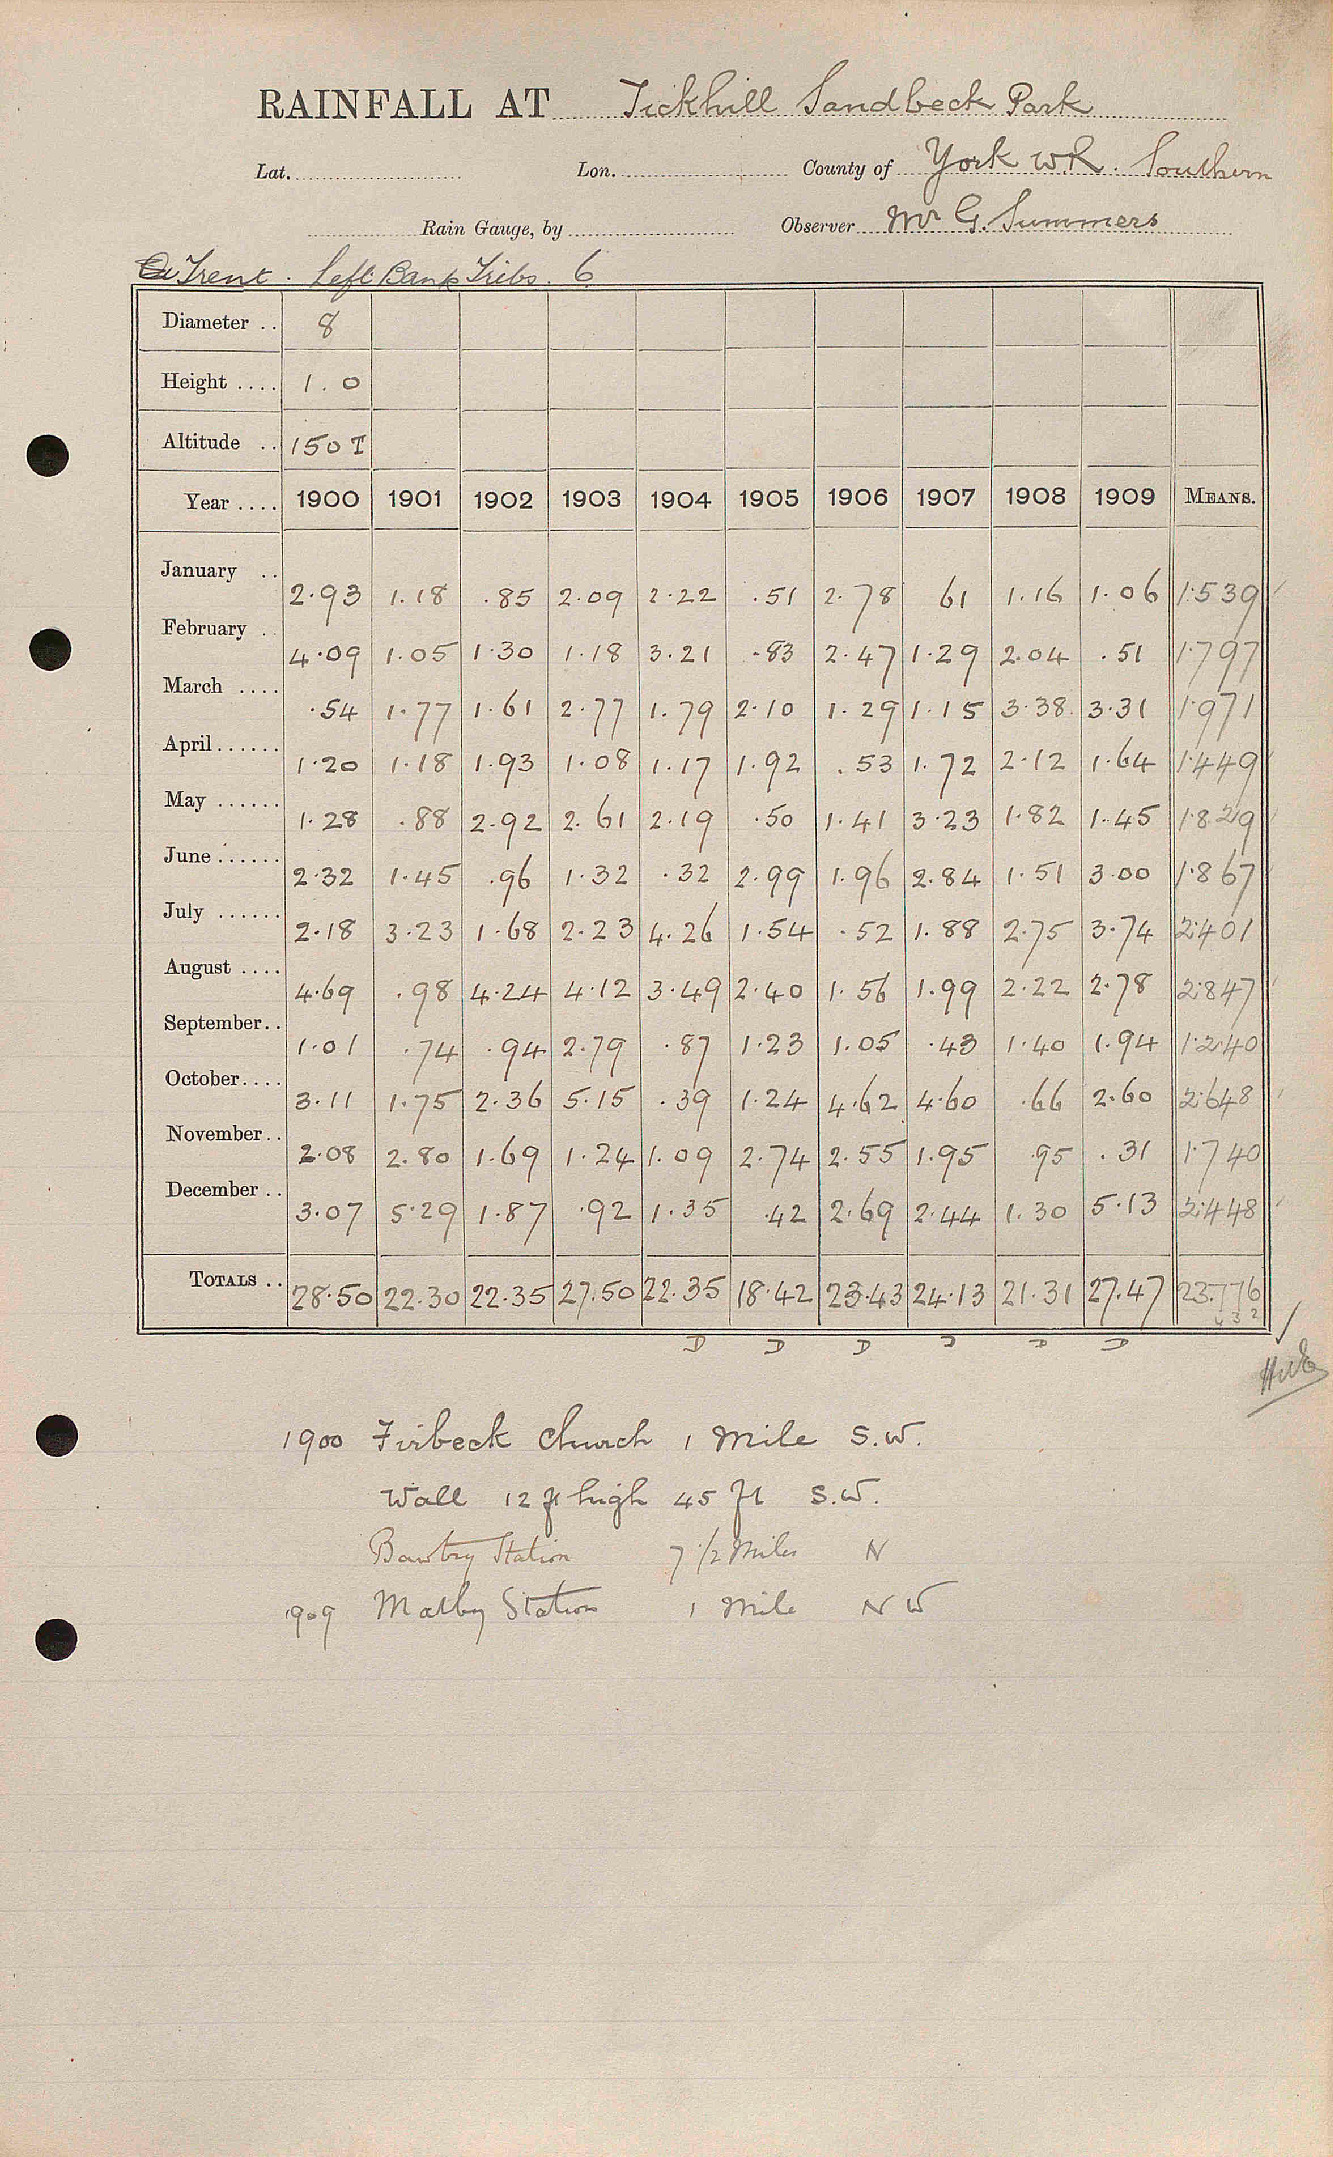 RAINFALL AT Tickhill Sandbeck Park
Lat. Lon. County of York W.R. Southern
Rain Gauge, by Observer Mr G. Summers
Trent. Left Bank Tribs. 6
Diameter .. 8
Height .... 1.0
Altitude .. 150 T
Year .... 1900 1901 1902 1903 1904 1905 1906 1907 1908 1909 MEANS.
January .. 2.93 1.18 .85 2.09 2.22 .51 2.78 61 1.16 1.06 1.539
February .. 4.09 1.05 1.30 1.18 3.21 .83 2.47 1.29 2.04 .51 1.797
March .... .54 1.77 1.61 2.77 1.79 2.10 1.29 1.15 3.38 3.31 1.971
April ...... 1.20 1.18 1.93 1.08 1.17 1.92 .53 1.72 2.12 1.64 1.449
May ...... 1.28 .88 2.92 2.61 2.19 .50 1.41 3.23 1.82 1.45 1.829
June ...... 2.32 1.45 .96 1.32 .32 2.99 1.96 2.84 1.51 3.00 1.867
July ...... 2.18 3.23 1.68 2.23 4.26 1.54 .52 1.88 2.75 3.74 2.401
August .... 4.69 .98 4.24 4.12 3.49 2.40 1.56 1.99 2.22 2.78 2.847
September .. 1.01 .74 .94 2.79 .87 1.23 1.05 .43 1.40 1.94 1.240
October .... 3.11 1.75 2.36 5.15 .39 1.24 4.62 4.60 .66 2.60 2.648
November .. 2.08 2.80 1.69 1.24 1.09 2.74 2.55 1.95 .95 .31 1.740
December .. 3.07 5.29 1.87 .92 1.35 .42 2.69 2.44 1.30 5.13 2.448
TOTALS .. 28.50 22.30 22.35 27.50 22.35 18.42 23.43 24.13 21.31 27.47 23.776
4 3 2
D D D D D D
1900 Firbeck Church 1 Mile S.W.
Wall 12 ft high 45 ft S.W.
Bawtry Station 7 1/2 Miles N
1909 Maltby Station 1 Mile N W